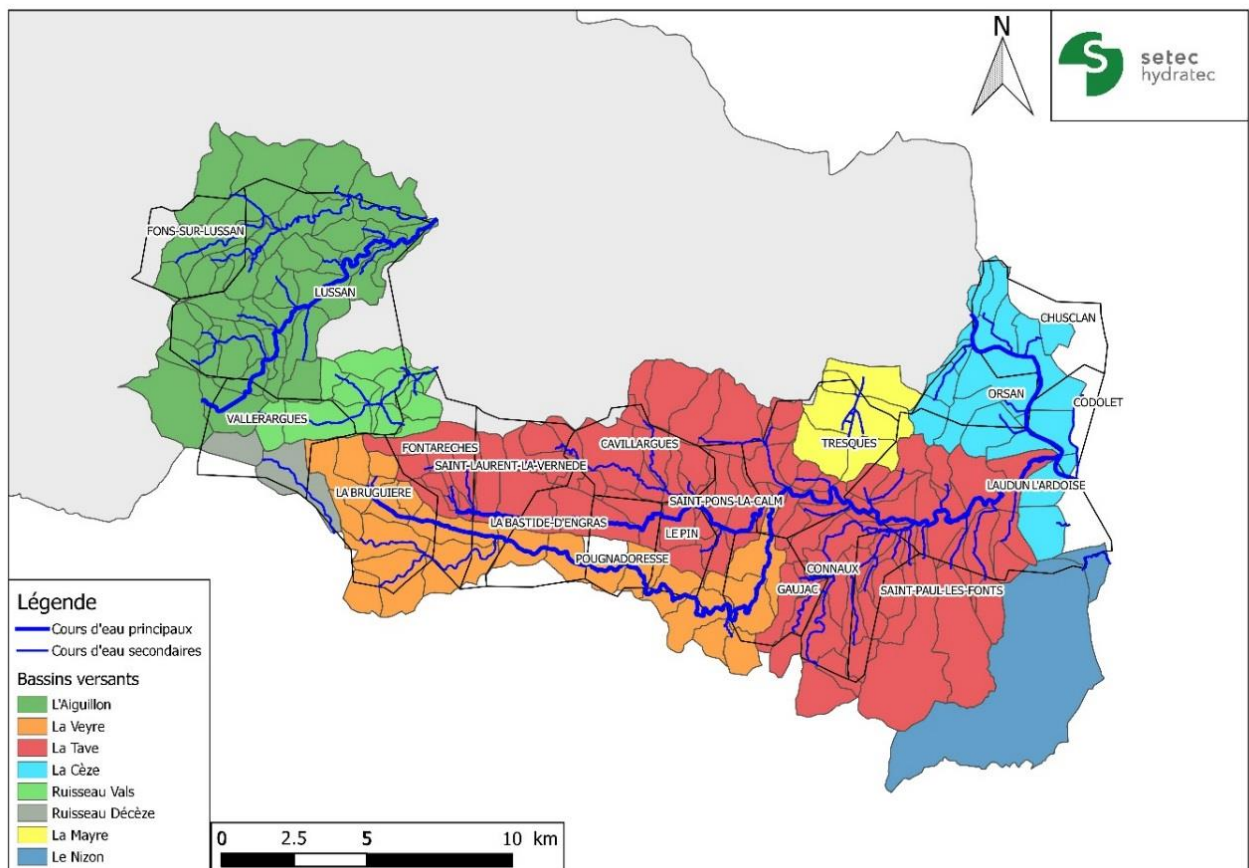 N
setec
hydratec
FONS-SUR-LUSSAN
LUSSAN
CHUSCLAN
ORSAN
CODOLET
VALLERARGUES
FONTARECHES
CAVILLARGUES
TRESQUES
SAINT-LAURENT-LA-VERNEDE
LA BRUGUIERE
LAUDUN L'ARDOISE
SAINT-PONS-LA-CALM
LA BASTIDE-D'ENGRAS
LE PIN
POUGNADORESSE
CONNAUX
GAUJAC
SAINT-PAUL-LES-FONTS
Légende
Cours d'eau principaux
Cours d'eau secondaires
Bassins versants
L'Aiguillon
La Veyre
La Tave
La Cèze
Ruisseau Vals
Ruisseau Décèze
La Mayre
Le Nizon
0 2.5 5 10 km